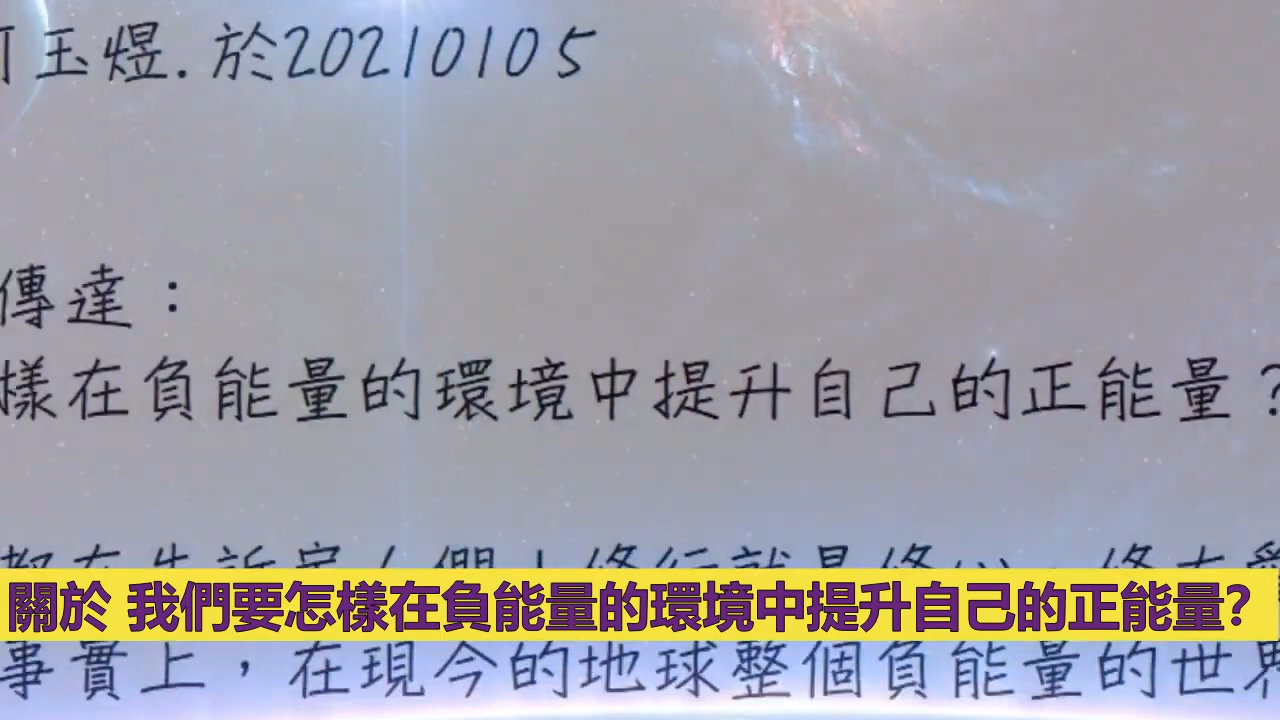 玉煜.於20210105
傳達：
樣在負能量的環境中提升自己的正能量？
關於 我們要怎樣在負能量的環境中提升自己的正能量?
事實上，在現今的地球整個負能量的世界